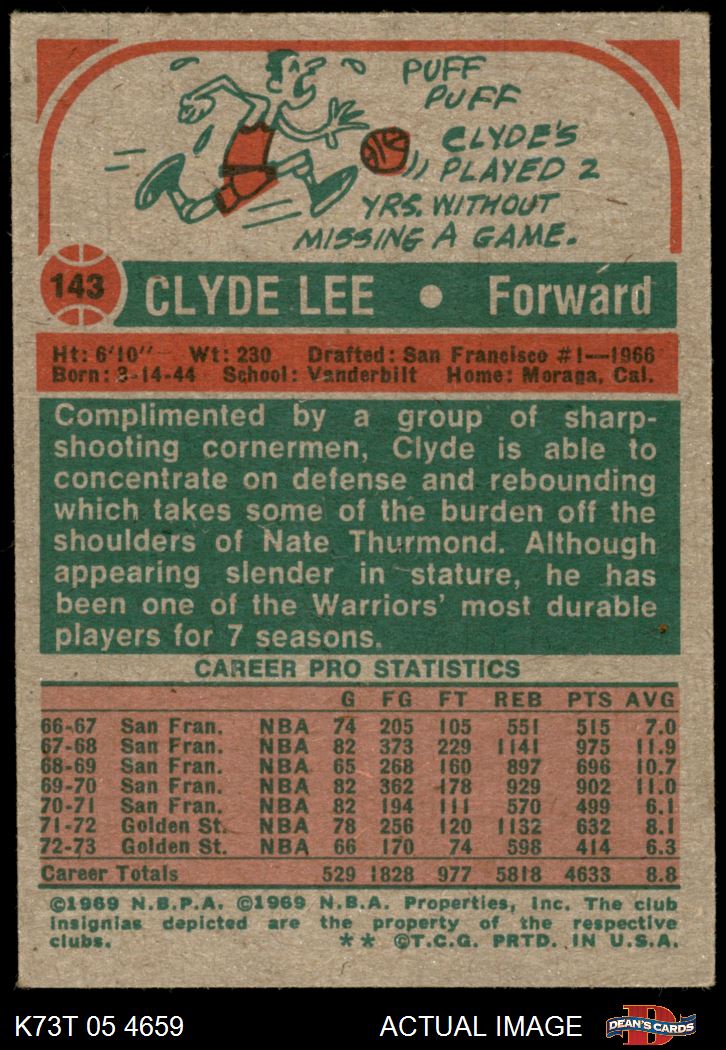 PUFF
PUFF
CLYDE'S
PLAYED 2
YRS. WITHOUT
MISSING A GAME.
143 CLYDE LEE • Forward
Ht: 6'10" Wt: 230 Drafted: San Francisco #1—1966
Born: 3-14-44 School: Vanderbilt Home: Moraga, Cal.
Complimented by a group of sharp-
shooting cornermen, Clyde is able to
concentrate on defense and rebounding
which takes some of the burden off the
shoulders of Nate Thurmond. Although
appearing slender in stature, he has
been one of the Warriors' most durable
players for 7 seasons.
CAREER PRO STATISTICS
G FG FT REB PTS AVG
66-67 San Fran. NBA 74 205 105 551 515 7.0
67-68 San Fran. NBA 82 373 229 1141 975 11.9
68-69 San Fran. NBA 65 268 160 897 696 10.7
69-70 San Fran. NBA 82 362 178 929 902 11.0
70-71 San Fran. NBA 82 194 111 570 499 6.1
71-72 Golden St. NBA 78 256 120 1132 632 8.1
72-73 Golden St. NBA 66 170 74 598 414 6.3
Career Totals 529 1828 977 5818 4633 8.8
©1969 N.B.P.A. ©1969 N.B.A. Properties, Inc. The club
insignias depicted are the property of the respective
clubs. ** ©T.C.G. PRTD. IN U.S.A.
K73T 05 4659 ACTUAL IMAGE D DEAN'S CARDS